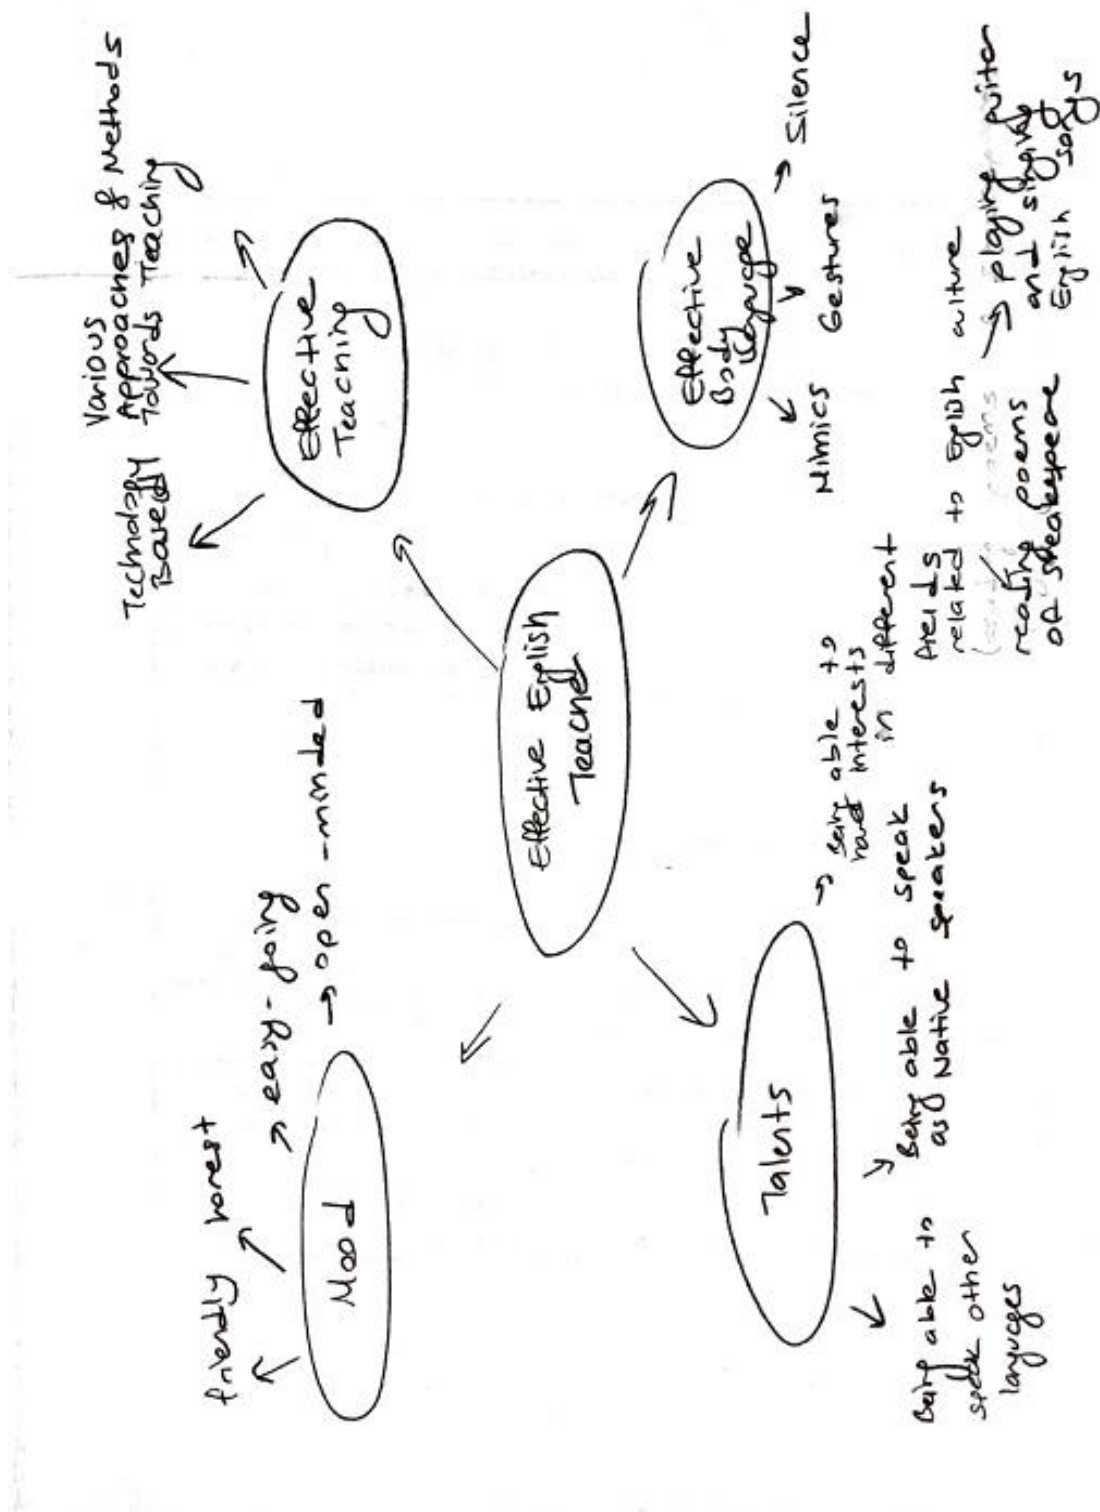 friendly
honest
easy-going
open-minded
Mood
Technology
Based
Various
Approaches & Methods
Towards Teaching
Effective
Teaching
Effective English
Teacher
Talents
Being able to
speak other
languages
Being able to speak
as Native speakers
Being able to
have interests
in different
fields
related to English culture
reading poems
of Sheakspeare
playing guitar
and singing
English songs
Effective
Body
Language
Mimics
Gestures
Silence